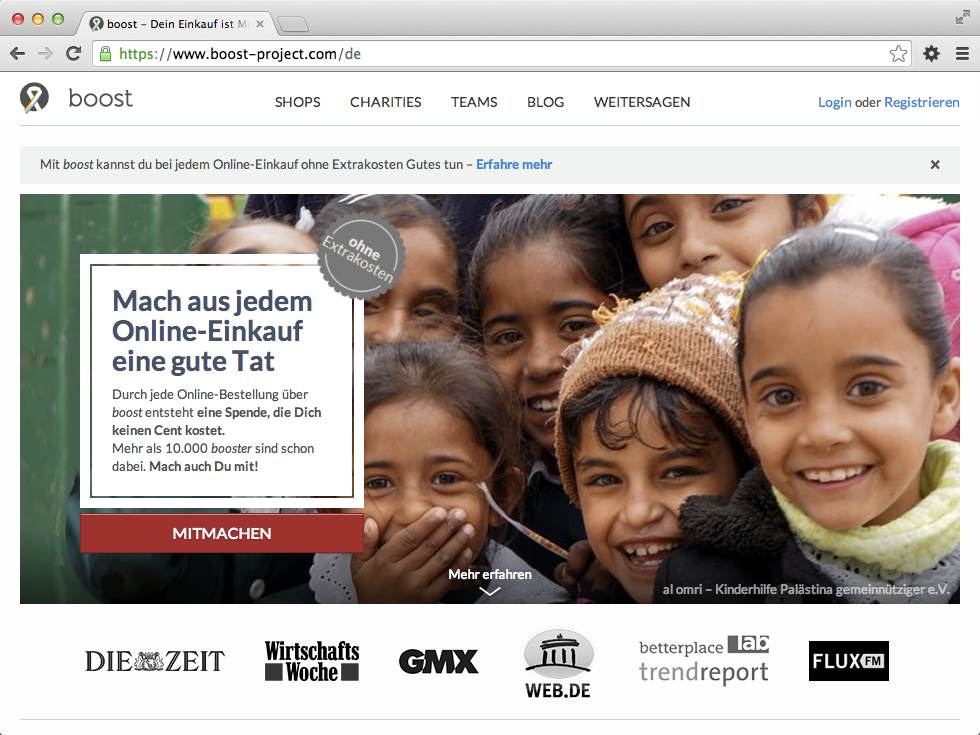 boost – Dein Einkauf ist M
https://www.boost-project.com/de
boost
SHOPS CHARITIES TEAMS BLOG WEITERSAGEN Login oder Registrieren
Mit boost kannst du bei jedem Online-Einkauf ohne Extrakosten Gutes tun – Erfahre mehr
ohne
Extrakosten
Mach aus jedem
Online-Einkauf
eine gute Tat
Durch jede Online-Bestellung über
boost entsteht eine Spende, die Dich
keinen Cent kostet.
Mehr als 10.000 booster sind schon
dabei. Mach auch Du mit!
MITMACHEN
Mehr erfahren
al omri – Kinderhilfe Palästina gemeinnütziger e.V.
DIE ZEIT
Wirtschafts
Woche
GMX
WEB.DE
betterplace lab
trendreport
FLUX FM